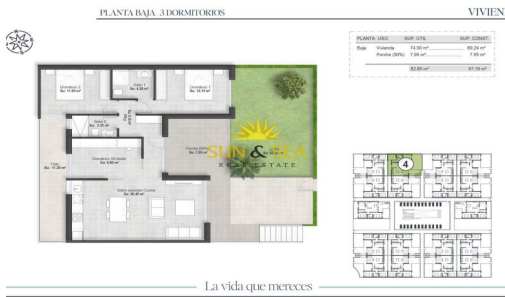 PLANTA BAJA 3 DORMITORIOS
VIVIEN
PLANTA USO SUP. ÚTIL SUP. CONST.
Baja Vivienda 74.90 m² 89.24 m²
Porche (50%) 7.95 m² 7.95 m²
82.85 m² 97.19 m²
Dormitorio 2
Baño 1
Dormitorio 1
Baño 2
Dormitorio 3/Estudio
Porche (50%)
Patio
Salón-comedor-Cocina
SUN & SEA
REAL ESTATE
4
La vida que mereces